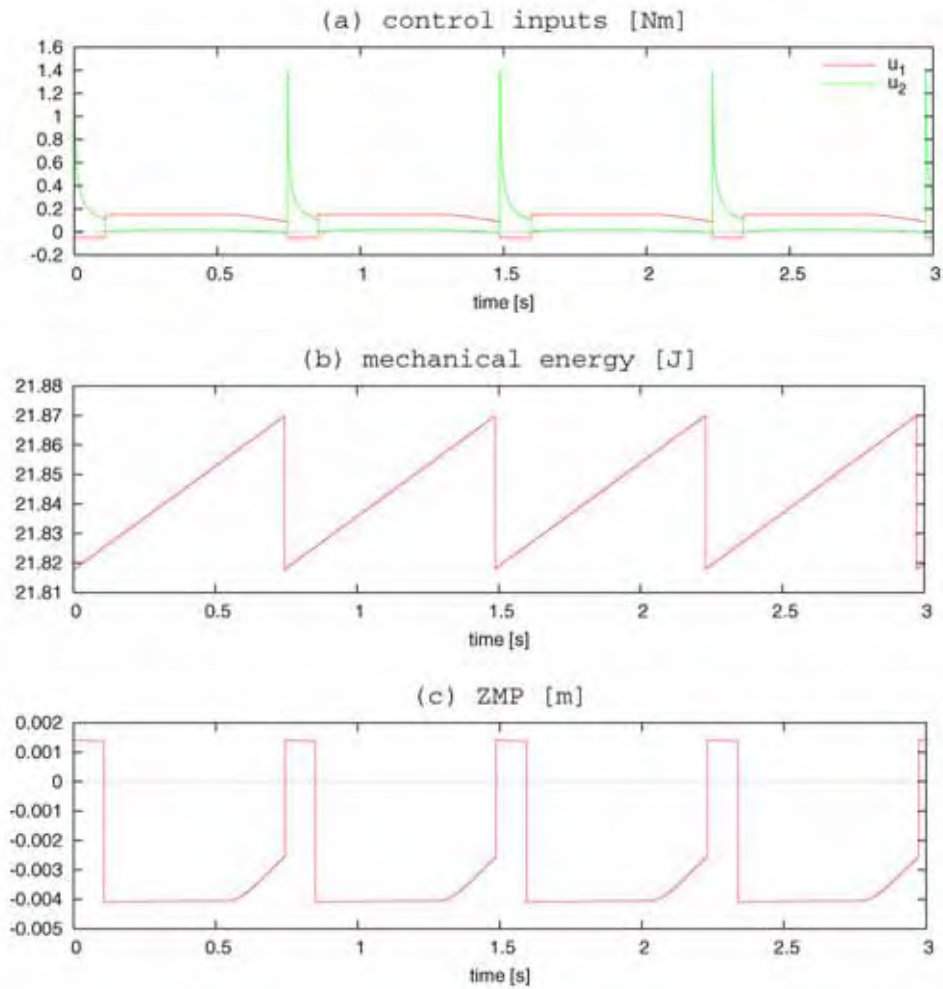 (a) control inputs [Nm]
1.6
1.4
1.2
1
0.8
0.6
0.4
0.2
0
-0.2
u1
u2
0 0.5 1 1.5 2 2.5 3
time [s]
(b) mechanical energy [J]
21.88
21.87
21.86
21.85
21.84
21.83
21.82
21.81
0 0.5 1 1.5 2 2.5 3
time [s]
(c) ZMP [m]
0.002
0.001
0
-0.001
-0.002
-0.003
-0.004
-0.005
0 0.5 1 1.5 2 2.5 3
time [s]